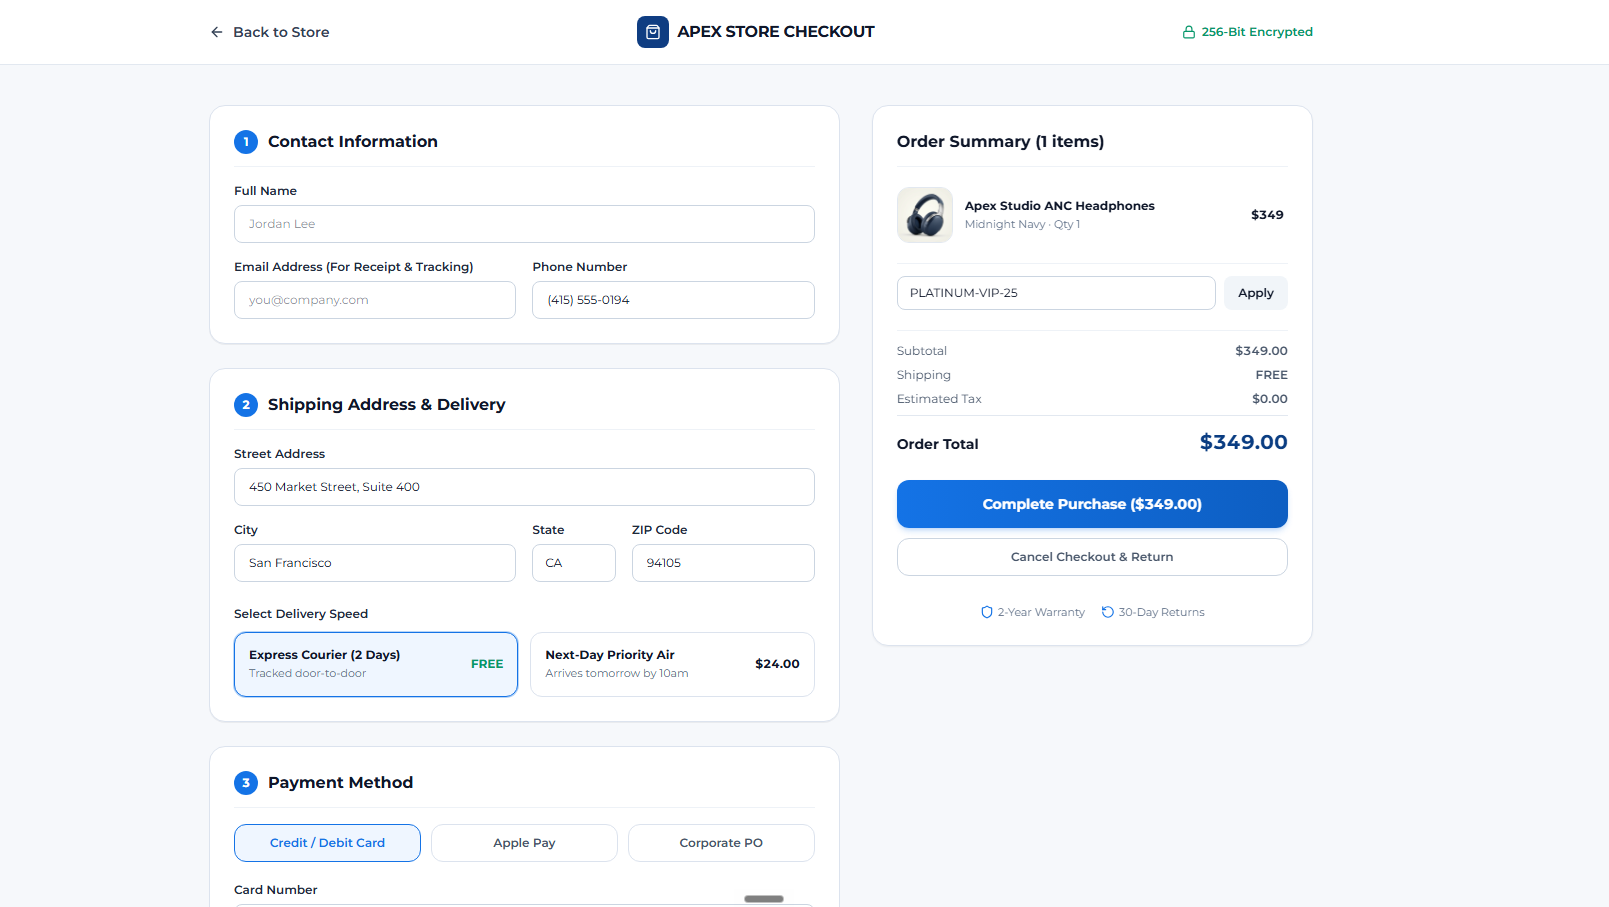 Back to Store
APEX STORE CHECKOUT
256-Bit Encrypted
1 Contact Information
Full Name
Jordan Lee
Email Address (For Receipt & Tracking) Phone Number
you@company.com (415) 555-0194
2 Shipping Address & Delivery
Street Address
450 Market Street, Suite 400
City State ZIP Code
San Francisco CA 94105
Select Delivery Speed
Express Courier (2 Days)
Tracked door-to-door
FREE
Next-Day Priority Air
Arrives tomorrow by 10am
$24.00
3 Payment Method
Credit / Debit Card Apple Pay Corporate PO
Card Number
Order Summary (1 items)
Apex Studio ANC Headphones
Midnight Navy · Qty 1
$349
PLATINUM-VIP-25 Apply
Subtotal $349.00
Shipping FREE
Estimated Tax $0.00
Order Total $349.00
Complete Purchase ($349.00)
Cancel Checkout & Return
2-Year Warranty 30-Day Returns